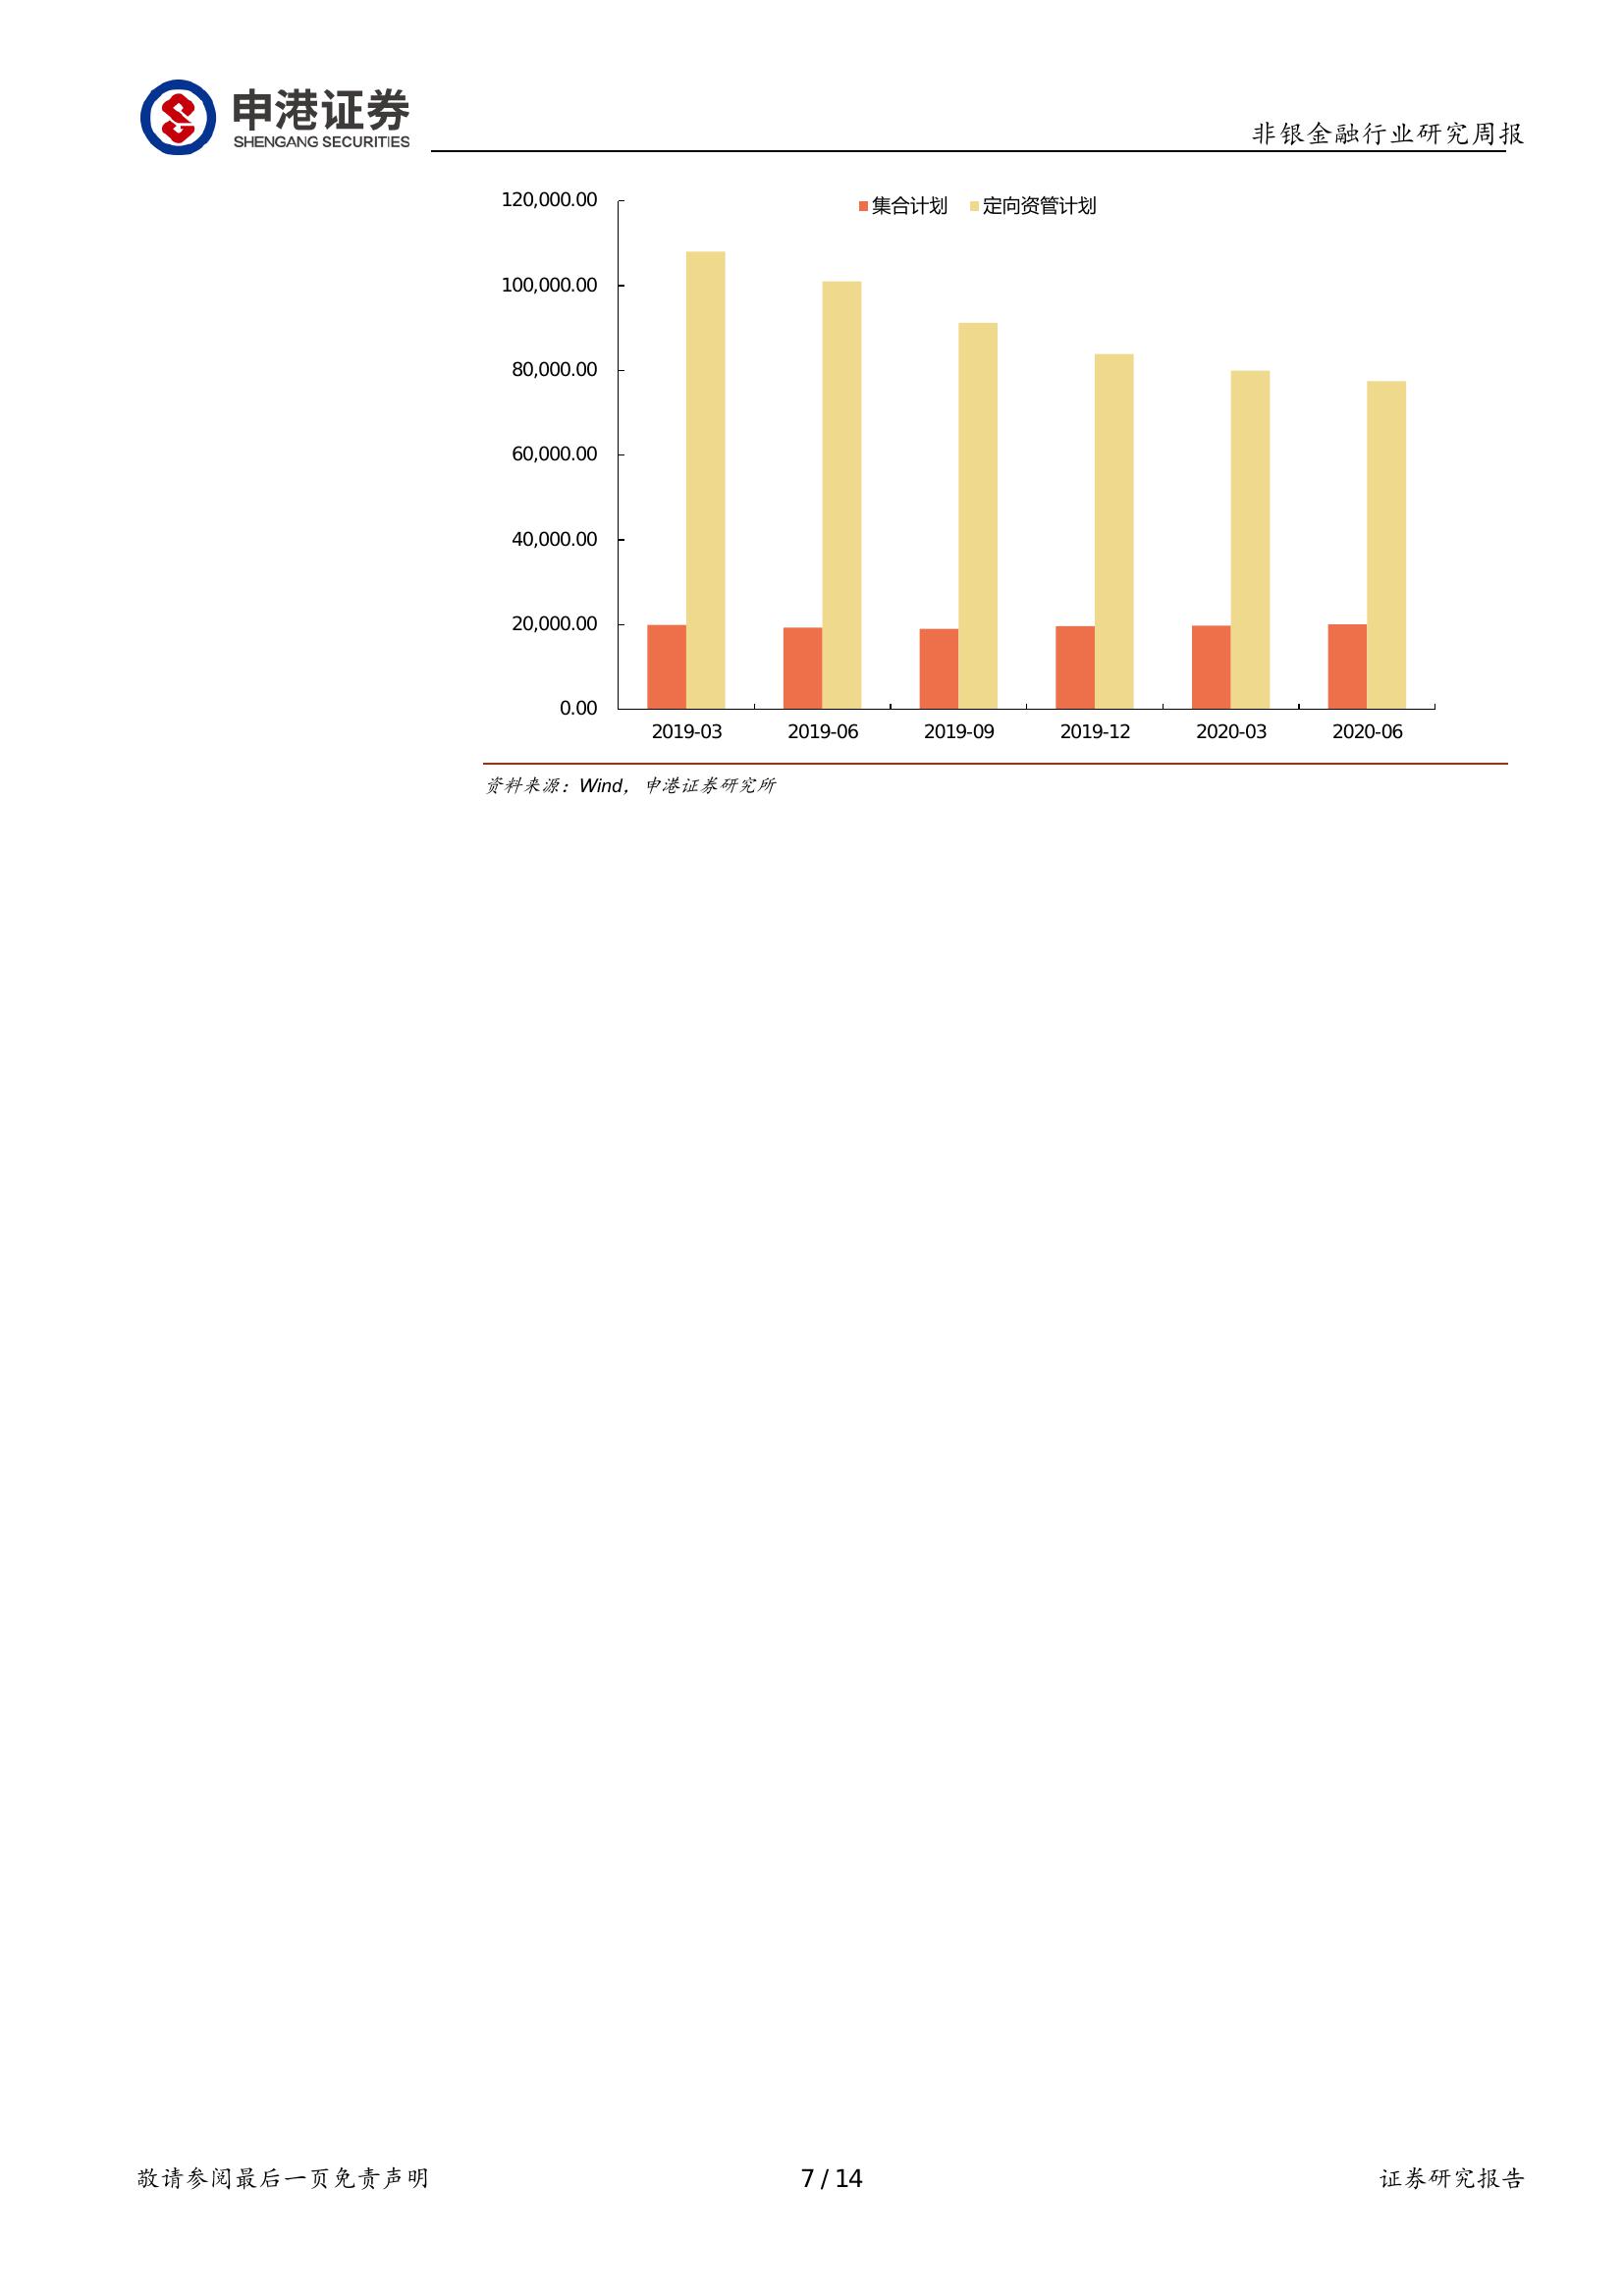 申港证券
SHENGANG SECURITIES
非银金融行业研究周报
集合计划 定向资管计划
120,000.00
100,000.00
80,000.00
60,000.00
40,000.00
20,000.00
0.00
2019-03 2019-06 2019-09 2019-12 2020-03 2020-06
资料来源：Wind，申港证券研究所
敬请参阅最后一页免责声明 7 / 14 证券研究报告